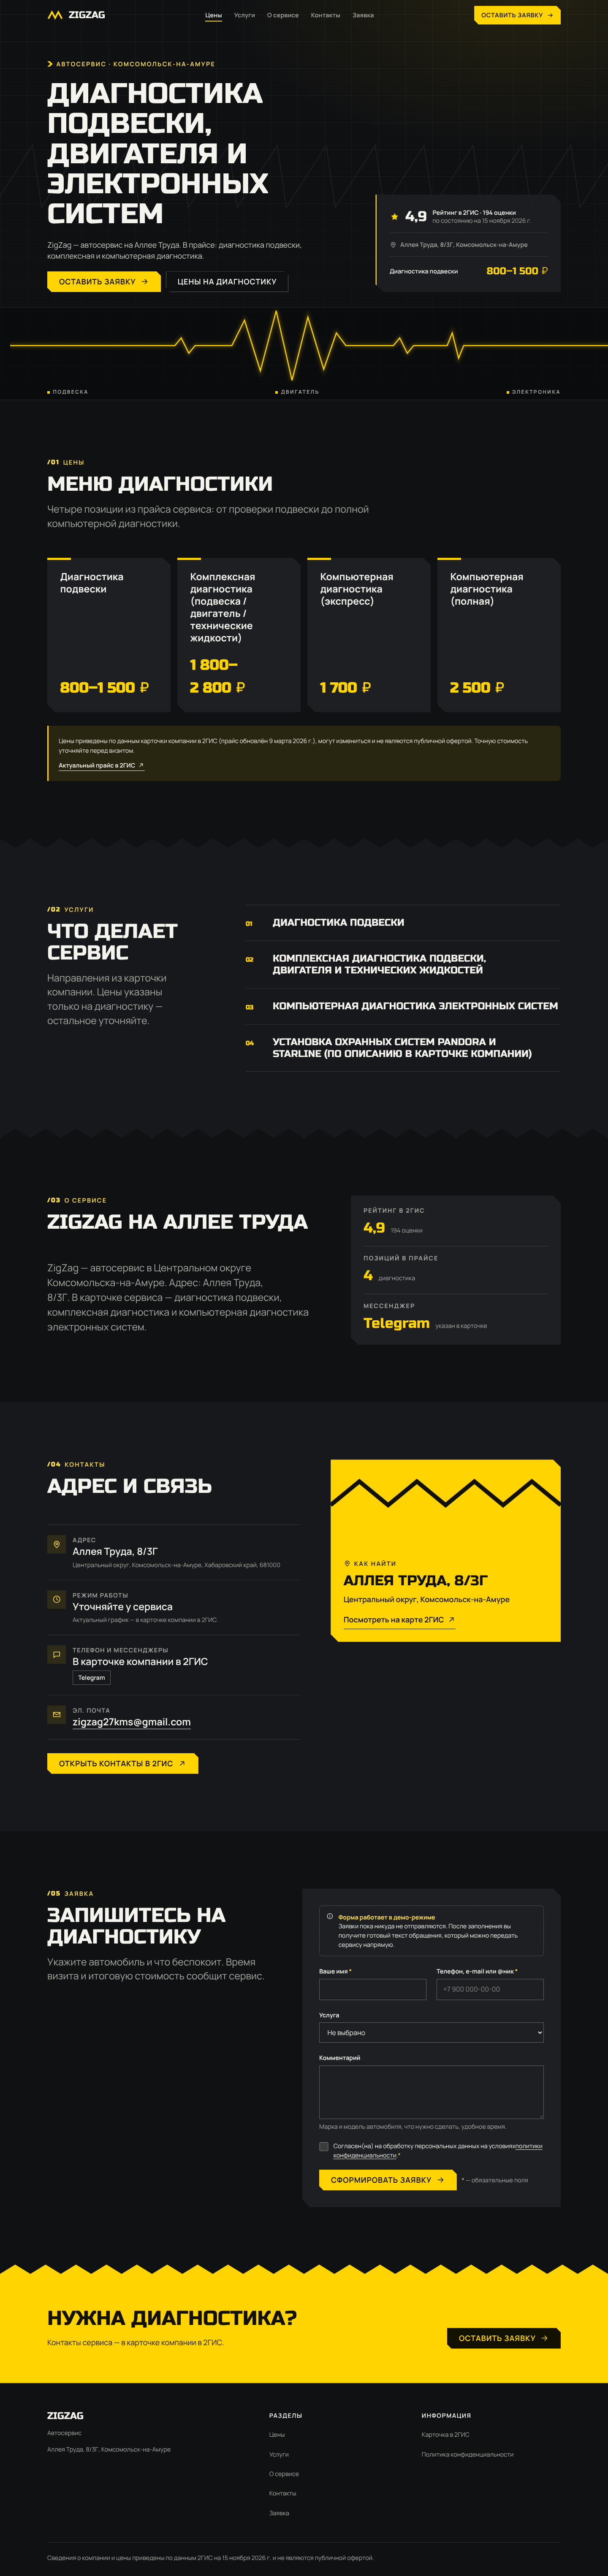 ZIGZAG
Цены
Услуги
О сервисе
Контакты
Заявка
ОСТАВИТЬ ЗАЯВКУ
АВТОСЕРВИС · КОМСОМОЛЬСК-НА-АМУРЕ
ДИАГНОСТИКА
ПОДВЕСКИ,
ДВИГАТЕЛЯ И
ЭЛЕКТРОННЫХ
СИСТЕМ
ZigZag — автосервис на Аллее Труда. В прайсе: диагностика подвески,
комплексная и компьютерная диагностика.
ОСТАВИТЬ ЗАЯВКУ
ЦЕНЫ НА ДИАГНОСТИКУ
4,9
Рейтинг в 2ГИС · 194 оценки
по состоянию на 15 ноября 2026 г.
Аллея Труда, 8/3Г, Комсомольск-на-Амуре
Диагностика подвески
800–1 500 ₽
ПОДВЕСКА
ДВИГАТЕЛЬ
ЭЛЕКТРОНИКА
/01 ЦЕНЫ
МЕНЮ ДИАГНОСТИКИ
Четыре позиции из прайса сервиса: от проверки подвески до полной
компьютерной диагностики.
Диагностика
подвески
800–1 500 ₽
Комплексная
диагностика
(подвеска /
двигатель /
технические
жидкости)
1 800–
2 800 ₽
Компьютерная
диагностика
(экспресс)
1 700 ₽
Компьютерная
диагностика
(полная)
2 500 ₽
Цены приведены по данным карточки компании в 2ГИС (прайс обновлён 9 марта 2026 г.), могут измениться и не являются публичной офертой. Точную стоимость
уточняйте перед визитом.
Актуальный прайс в 2ГИС
/02 УСЛУГИ
ЧТО ДЕЛАЕТ
СЕРВИС
Направления из карточки
компании. Цены указаны
только на диагностику —
остальное уточняйте.
01
ДИАГНОСТИКА ПОДВЕСКИ
02
КОМПЛЕКСНАЯ ДИАГНОСТИКА ПОДВЕСКИ,
ДВИГАТЕЛЯ И ТЕХНИЧЕСКИХ ЖИДКОСТЕЙ
03
КОМПЬЮТЕРНАЯ ДИАГНОСТИКА ЭЛЕКТРОННЫХ СИСТЕМ
04
УСТАНОВКА ОХРАННЫХ СИСТЕМ PANDORA И
STARLINE (ПО ОПИСАНИЮ В КАРТОЧКЕ КОМПАНИИ)
/03 О СЕРВИСЕ
ZIGZAG НА АЛЛЕЕ ТРУДА
ZigZag — автосервис в Центральном округе
Комсомольска-на-Амуре. Адрес: Аллея Труда,
8/3Г. В карточке сервиса — диагностика подвески,
комплексная диагностика и компьютерная диагностика
электронных систем.
РЕЙТИНГ В 2ГИС
4,9 194 оценки
ПОЗИЦИЙ В ПРАЙСЕ
4 диагностика
МЕССЕНДЖЕР
Telegram указан в карточке
/04 КОНТАКТЫ
АДРЕС И СВЯЗЬ
АДРЕС
Аллея Труда, 8/3Г
Центральный округ, Комсомольск-на-Амуре, Хабаровский край, 681000
РЕЖИМ РАБОТЫ
Уточняйте у сервиса
Актуальный график — в карточке компании в 2ГИС.
ТЕЛЕФОН И МЕССЕНДЖЕРЫ
В карточке компании в 2ГИС
Telegram
ЭЛ. ПОЧТА
zigzag27kms@gmail.com
ОТКРЫТЬ КОНТАКТЫ В 2ГИС
КАК НАЙТИ
АЛЛЕЯ ТРУДА, 8/3Г
Центральный округ, Комсомольск-на-Амуре
Посмотреть на карте 2ГИС
/05 ЗАЯВКА
ЗАПИШИТЕСЬ НА
ДИАГНОСТИКУ
Укажите автомобиль и что беспокоит. Время
визита и итоговую стоимость сообщит сервис.
Форма работает в демо-режиме
Заявки пока никуда не отправляются. После заполнения вы
получите готовый текст обращения, который можно передать
сервису напрямую.
Ваше имя *
Телефон, e-mail или @ник *
+7 900 000-00-00
Услуга
Не выбрано
Комментарий
Марка и модель автомобиля, что нужно сделать, удобное время.
Согласен(на) на обработку персональных данных на условияхполитики
конфиденциальности.*
СФОРМИРОВАТЬ ЗАЯВКУ
* — обязательные поля
НУЖНА ДИАГНОСТИКА?
Контакты сервиса — в карточке компании в 2ГИС.
ОСТАВИТЬ ЗАЯВКУ
ZIGZAG
Автосервис
Аллея Труда, 8/3Г, Комсомольск-на-Амуре
РАЗДЕЛЫ
Цены
Услуги
О сервисе
Контакты
Заявка
ИНФОРМАЦИЯ
Карточка в 2ГИС
Политика конфиденциальности
Сведения о компании и цены приведены по данным 2ГИС на 15 ноября 2026 г. и не являются публичной офертой.